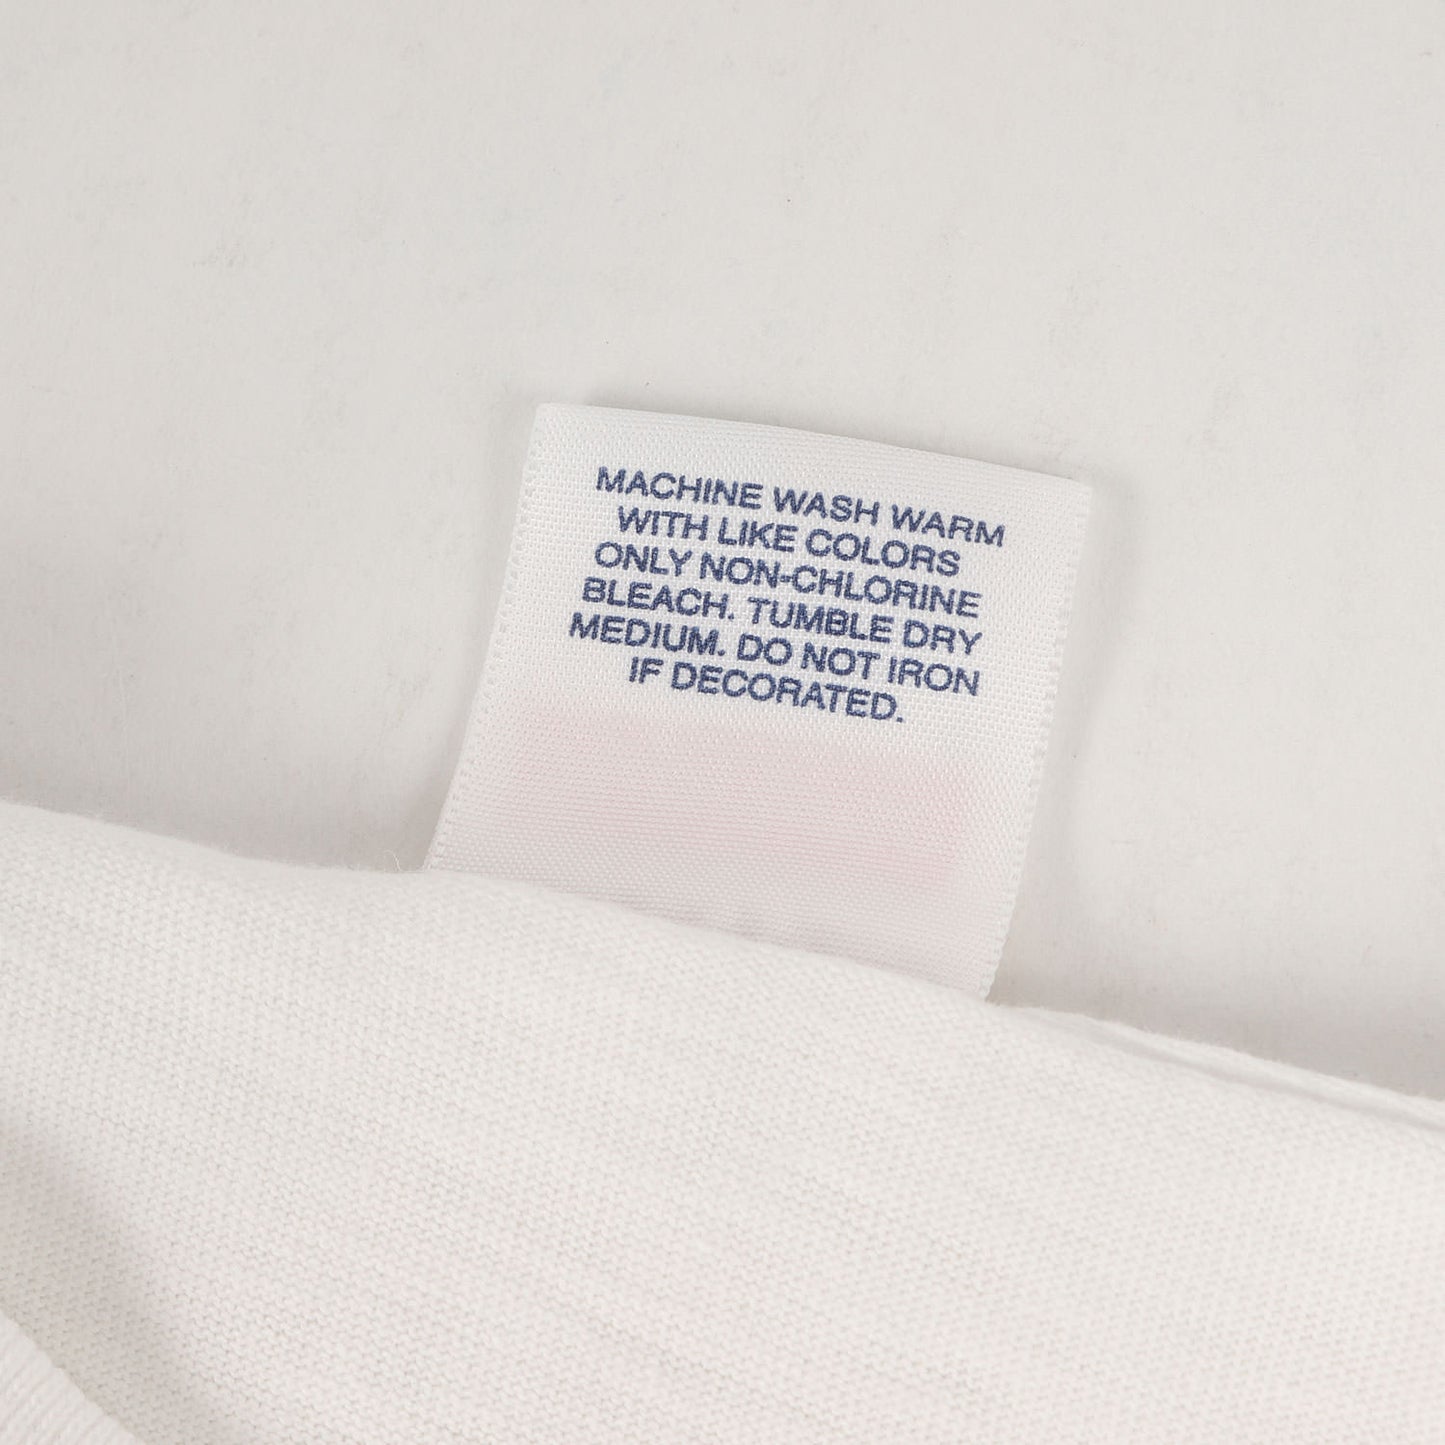 MACHINE WASH WARM
WITH LIKE COLORS
ONLY NON-CHLORINE
BLEACH. TUMBLE DRY
MEDIUM. DO NOT IRON
IF DECORATED.